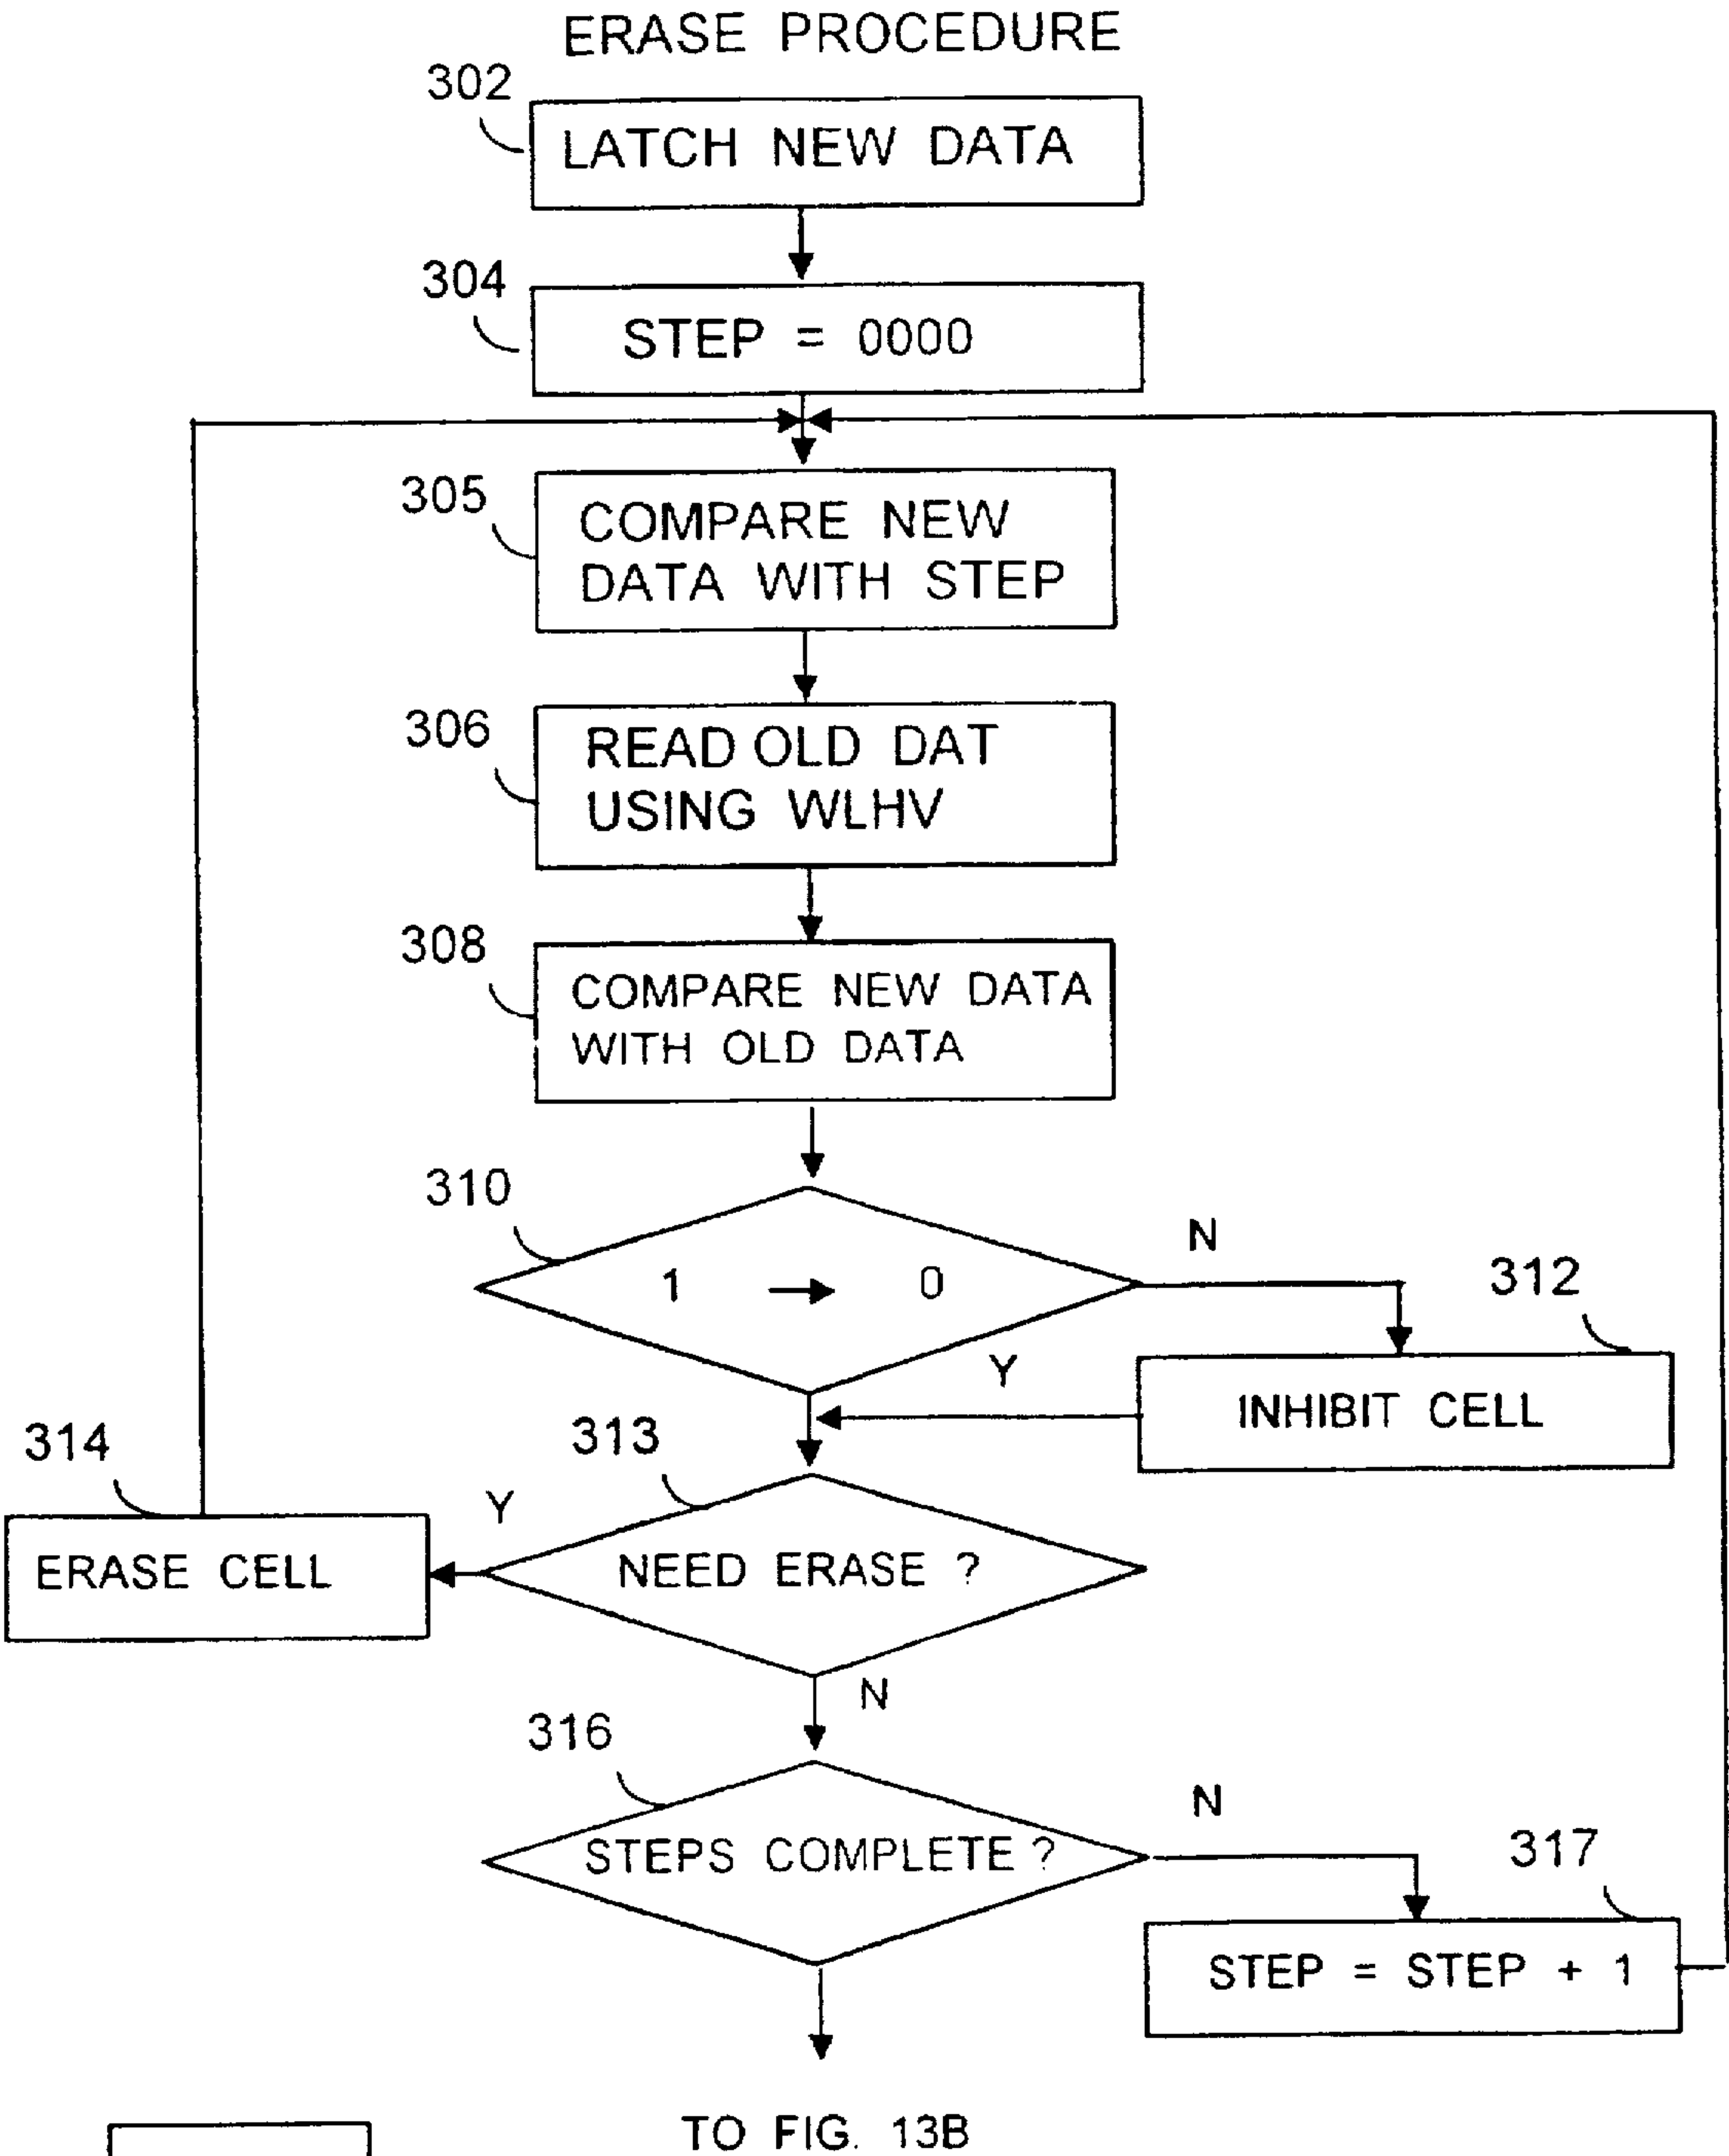 ERASE PROCEDURE
302
LATCH NEW DATA
304
STEP = 0000
305
COMPARE NEW
DATA WITH STEP
306
READ OLD DAT
USING WLHV
308
COMPARE NEW DATA
WITH OLD DATA
310
1 → 0
N
312
INHIBIT CELL
Y
313
NEED ERASE ?
Y
314
ERASE CELL
N
316
STEPS COMPLETE ?
N
317
STEP = STEP + 1
TO FIG. 13B